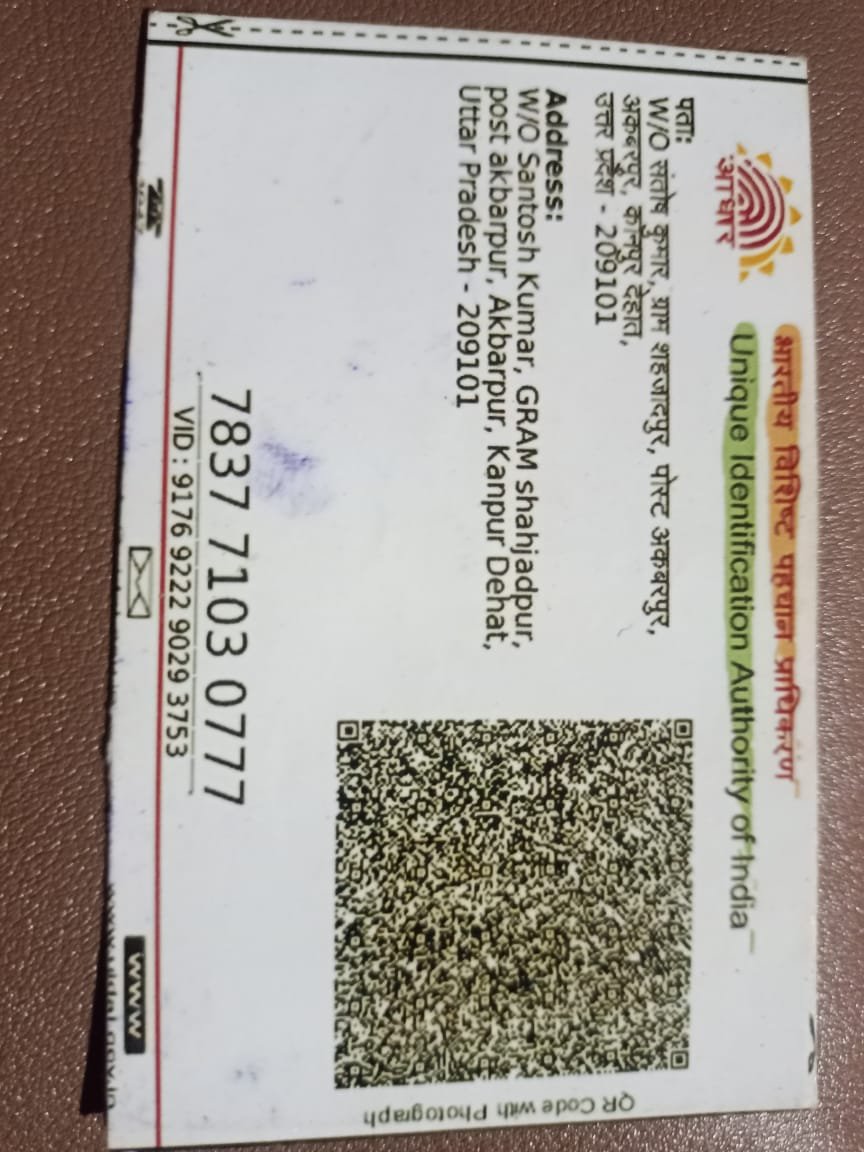 भारतीय विशिष्ट पहचान प्राधिकरण
Unique Identification Authority of India
आधार
पता:
W/O संतोष कुमार, ग्राम शहजादपुर, पोस्ट अकबरपुर,
अकबरपुर, कानपुर देहात,
उत्तर प्रदेश - 209101
Address:
W/O Santosh Kumar, GRAM shahjadpur,
post akbarpur, Akbarpur, Kanpur Dehat,
Uttar Pradesh - 209101
QR Code with Photograph
7837 7103 0777
VID : 9176 9222 9029 3753
www